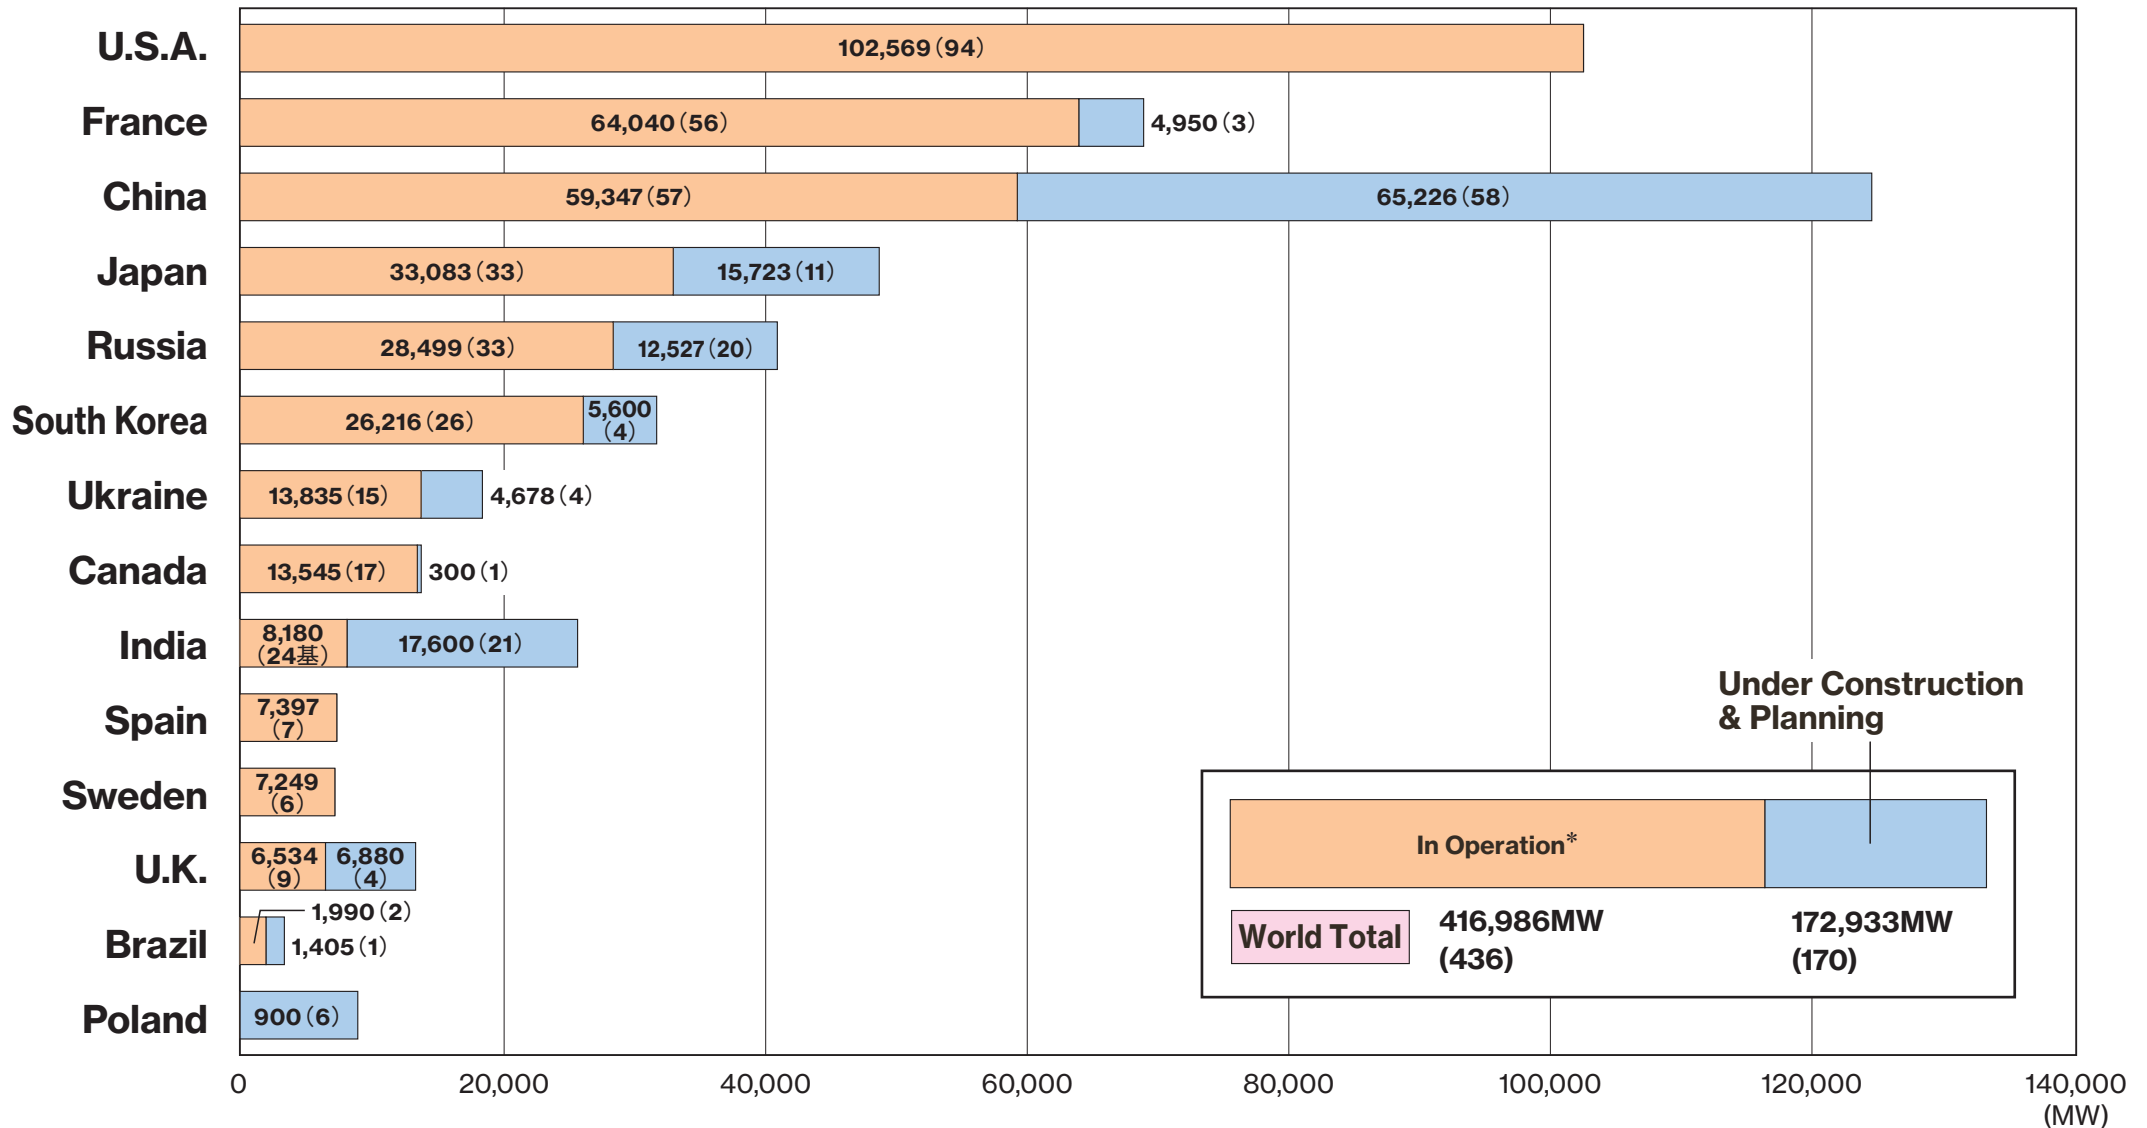 U.S.A.
102,569(94)
France
64,040(56)
4,950(3)
China
59,347(57)
65,226(58)
Japan
33,083(33)
15,723(11)
Russia
28,499(33)
12,527(20)
South Korea
26,216(26)
5,600
(4)
Ukraine
13,835(15)
4,678(4)
Canada
13,545(17)
300(1)
India
8,180
(24基)
17,600(21)
Spain
7,397
(7)
Sweden
7,249
(6)
U.K.
6,534
(9)
6,880
(4)
Brazil
1,990(2)
1,405(1)
Poland
900(6)
Under Construction
& Planning
In Operation*
World Total
416,986MW
(436)
172,933MW
(170)
0
20,000
40,000
60,000
80,000
100,000
120,000
140,000
(MW)